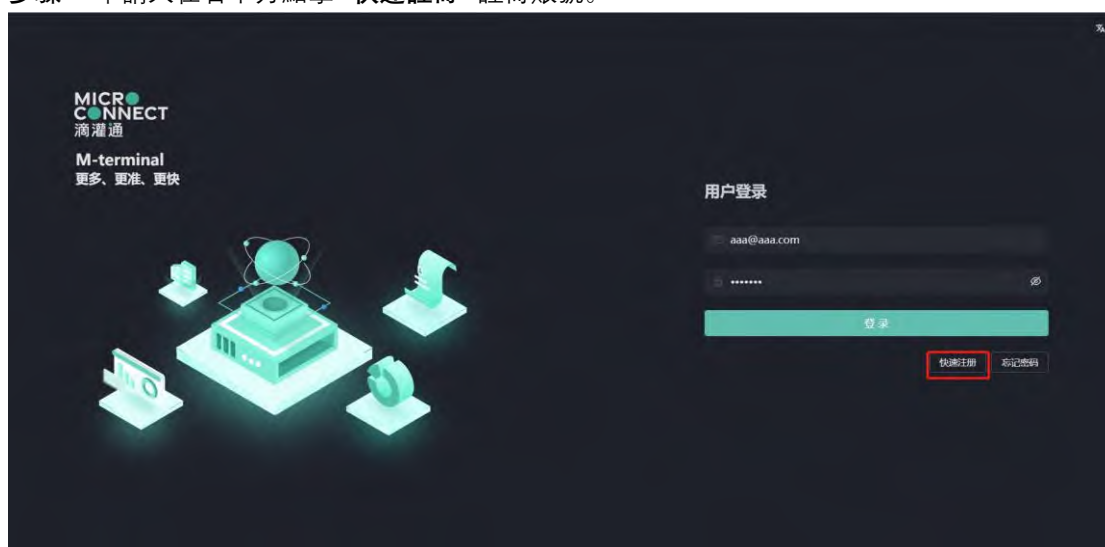 MICRO
CONNECT
滴灌通
M-terminal
更多、更准、更快
用户登录
aaa@aaa.com
•••••••
登 录
快速注册
忘记密码